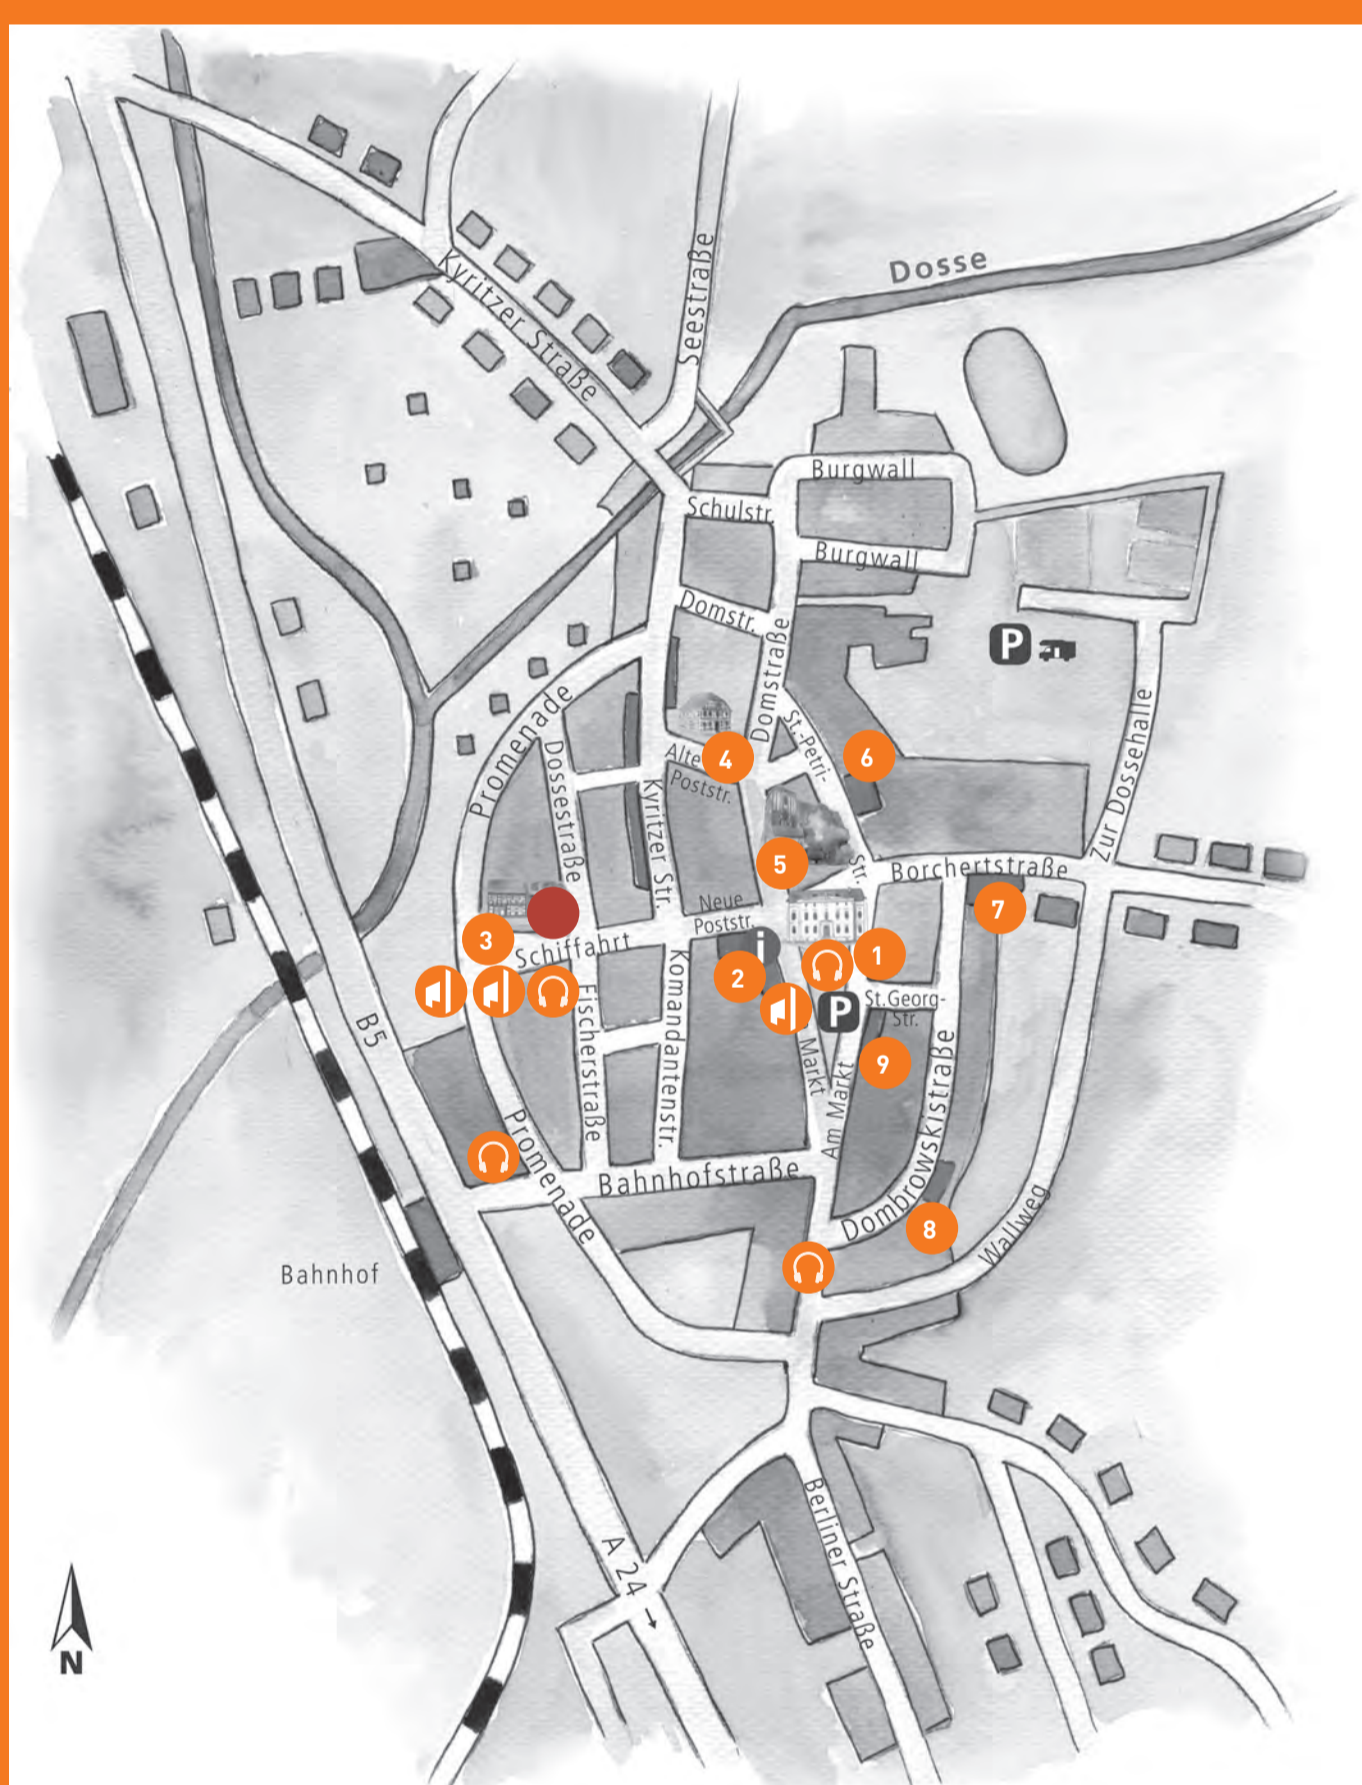 Dosse
Seestraße
Kyritzer Straße
Burgwall
Schulstr.
Burgwall
Domstr.
Domstraße
P
Promenade
Dossestraße
St.-Petri-
Str.
Alte
Poststr.
4
6
Kyritzer Str.
Zur Dossehalle
5
Borchertstraße
7
Neue
Poststr.
3
Schiffahrt
i
2
1
P
St.Georg-
Str.
B5
Fischerstraße
Komandantenstr.
Markt
Am Markt
9
Dombrowskistraße
Promenade
Bahnhofstraße
8
Wallweg
Bahnhof
Berliner Straße
A 24
N